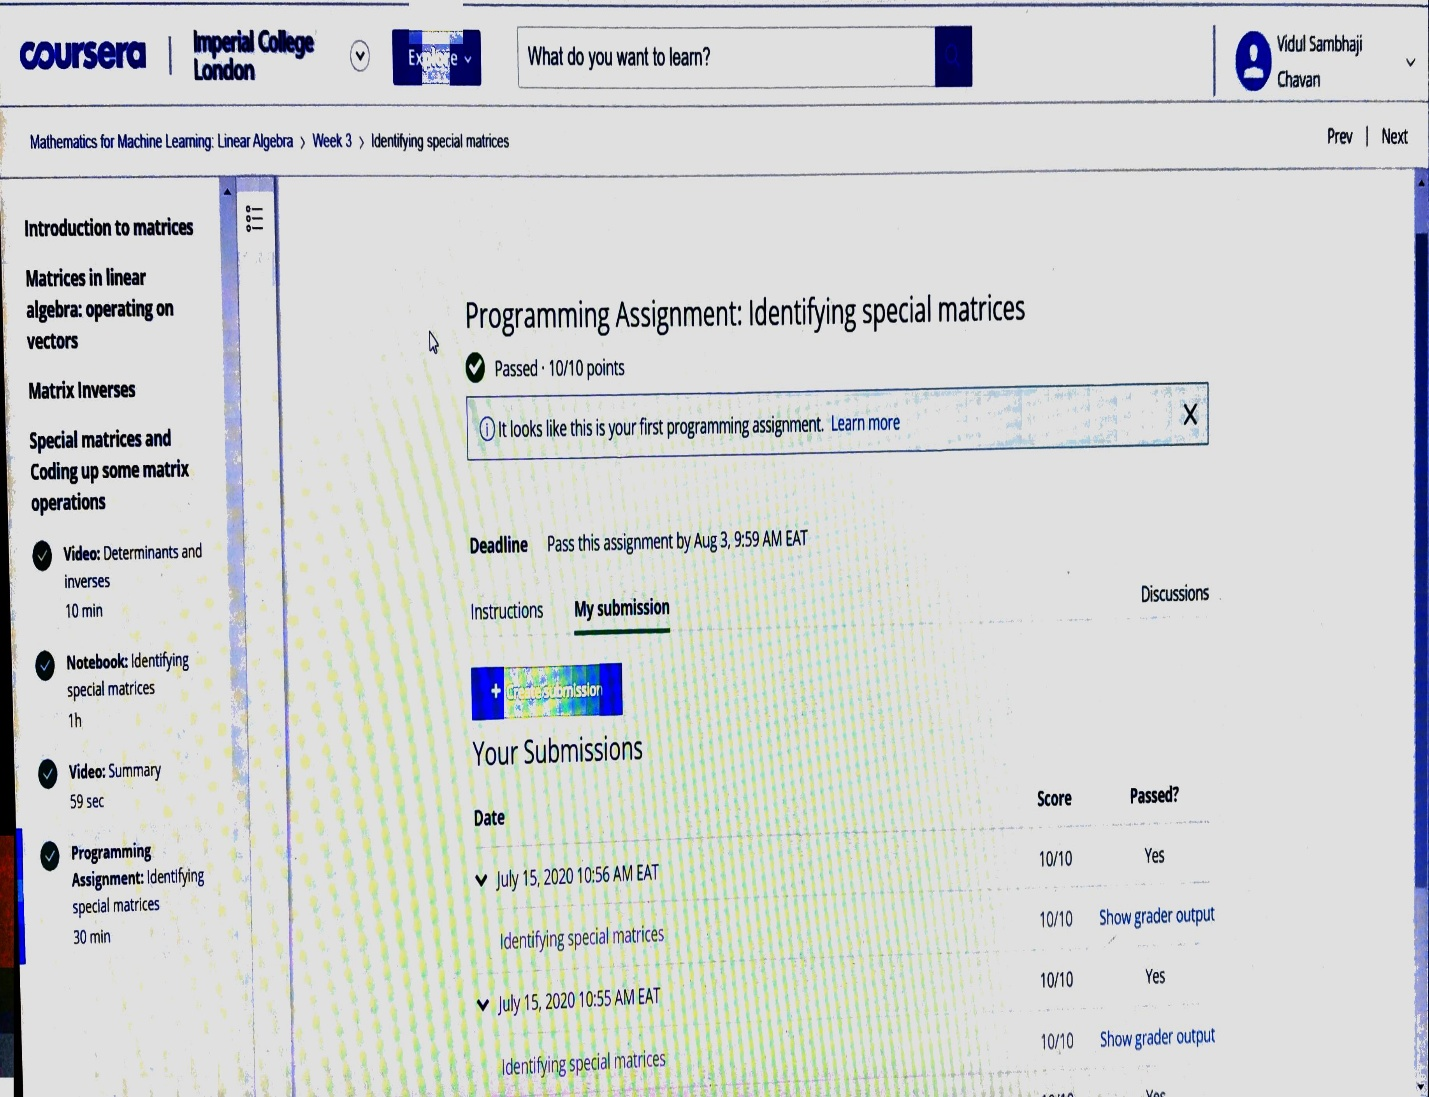 coursera
Imperial College
London
Explore
What do you want to learn?
Vidul Sambhaji
Chavan
Mathematics for Machine Learning: Linear Algebra > Week 3 > Identifying special matrices
Prev | Next
Introduction to matrices
Matrices in linear
algebra: operating on
vectors
Matrix Inverses
Special matrices and
Coding up some matrix
operations
Video: Determinants and
inverses
10 min
Notebook: Identifying
special matrices
1h
Video: Summary
59 sec
Programming
Assignment: Identifying
special matrices
30 min
Programming Assignment: Identifying special matrices
Passed · 10/10 points
It looks like this is your first programming assignment. Learn more
X
Deadline Pass this assignment by Aug 3, 9:59 AM EAT
Instructions My submission Discussions
+ Create submission
Your Submissions
Date Score Passed?
July 15, 2020 10:56 AM EAT 10/10 Yes
Identifying special matrices 10/10 Show grader output
July 15, 2020 10:55 AM EAT 10/10 Yes
Identifying special matrices 10/10 Show grader output
10/10 Yes